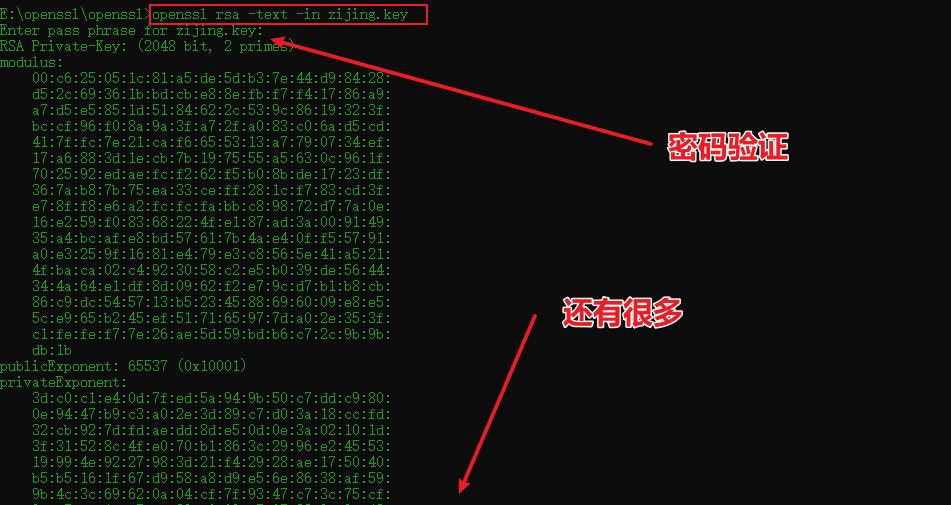 E:\openssl\openssl>openssl rsa -text -in zijing.key
Enter pass phrase for zijing.key:
RSA Private-Key: (2048 bit, 2 primes)
modulus:
00:c6:25:05:1c:81:a5:de:5d:b3:7e:44:d9:84:28:
d5:2c:69:36:1b:bd:cb:e8:8e:fb:f7:f4:17:86:a9:
a7:d5:e5:85:1d:51:84:62:2c:53:9c:86:19:32:3f:
bc:cf:96:f0:8a:9a:3f:a7:2f:a0:83:c0:6a:d5:cd:
41:7f:fc:7e:21:ca:f6:65:53:13:a7:79:07:34:ef:
17:a6:88:3d:1e:cb:7b:19:75:55:a5:63:0c:96:1f:
70:25:92:ed:ae:fc:f2:62:f5:b0:8b:de:17:23:df:
36:7a:b8:7b:75:ea:33:ce:ff:28:1c:f7:83:cd:3f:
e7:8f:f8:e6:a2:fc:fc:fa:bb:c8:98:72:d7:7a:0e:
16:e2:59:f0:83:68:22:4f:e1:87:ad:3a:00:91:49:
35:a4:bc:af:e8:bd:57:61:7b:4a:e4:0f:f5:57:91:
a0:e3:25:9f:16:81:e4:79:e3:c8:56:5e:41:a5:21:
4f:ba:ca:02:c4:92:30:58:c2:e5:b0:39:de:56:44:
34:4a:64:e1:df:8d:09:62:f2:e7:9c:d7:b1:b8:cb:
86:c9:dc:54:57:13:b5:23:45:88:69:60:09:e8:e5:
5c:e9:65:b2:45:ef:51:71:65:97:7d:a0:2e:35:3f:
c1:fe:fe:f7:7e:26:ae:5d:59:bd:b6:c7:2c:9b:9b:
db:1b
publicExponent: 65537 (0x10001)
privateExponent:
3d:c0:c1:e4:0d:7f:ed:5a:94:9b:50:c7:dd:c9:80:
0e:94:47:b9:c3:a0:2e:3d:89:c7:d0:3a:18:cc:fd:
32:cb:92:7d:fd:ae:dd:8d:e5:0d:0e:3a:02:10:1d:
3f:31:52:8c:4f:e0:70:b1:86:3c:29:96:e2:45:53:
19:99:4e:92:27:98:3d:21:f4:29:28:ae:17:50:40:
b5:b5:16:1f:67:d9:58:a8:d9:e5:6e:86:38:af:59:
9b:4c:3c:69:62:0a:04:cf:7f:93:47:c7:3c:75:cf:
密码验证
还有很多